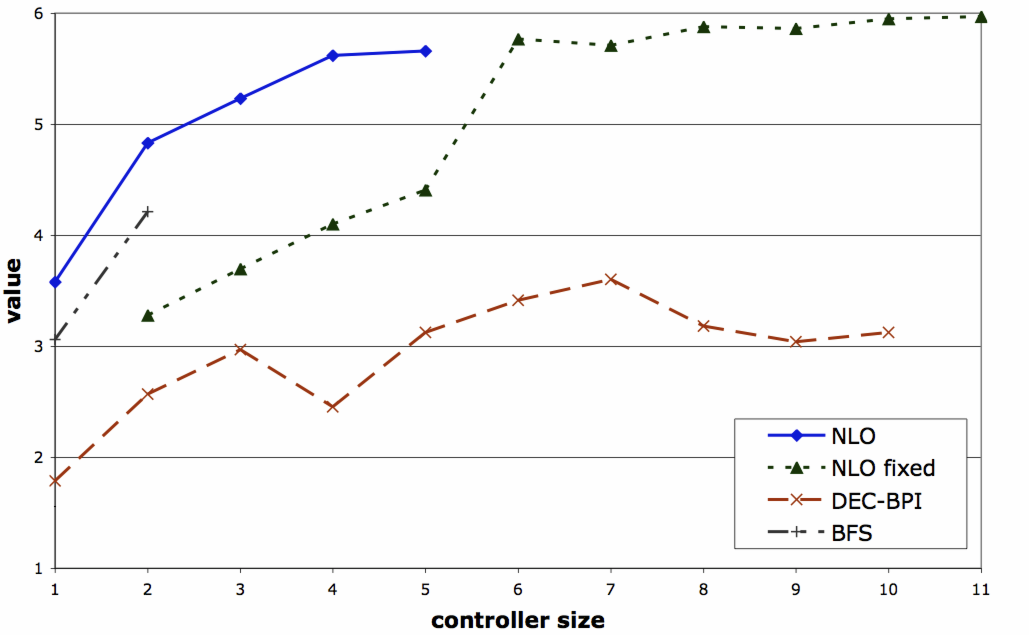 6
5
4
3
2
1
value
1 2 3 4 5 6 7 8 9 10 11
controller size
NLO
NLO fixed
DEC-BPI
BFS